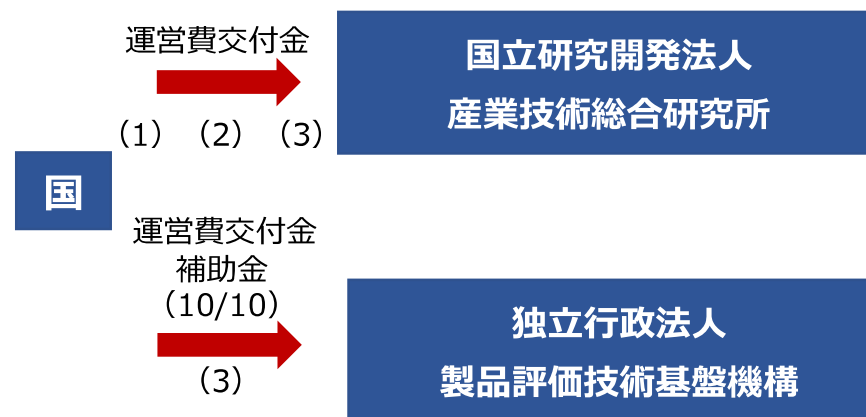 運営費交付金
国立研究開発法人
産業技術総合研究所
（1）（2）（3）
国
運営費交付金
補助金
（10/10）
独立行政法人
製品評価技術基盤機構
（3）